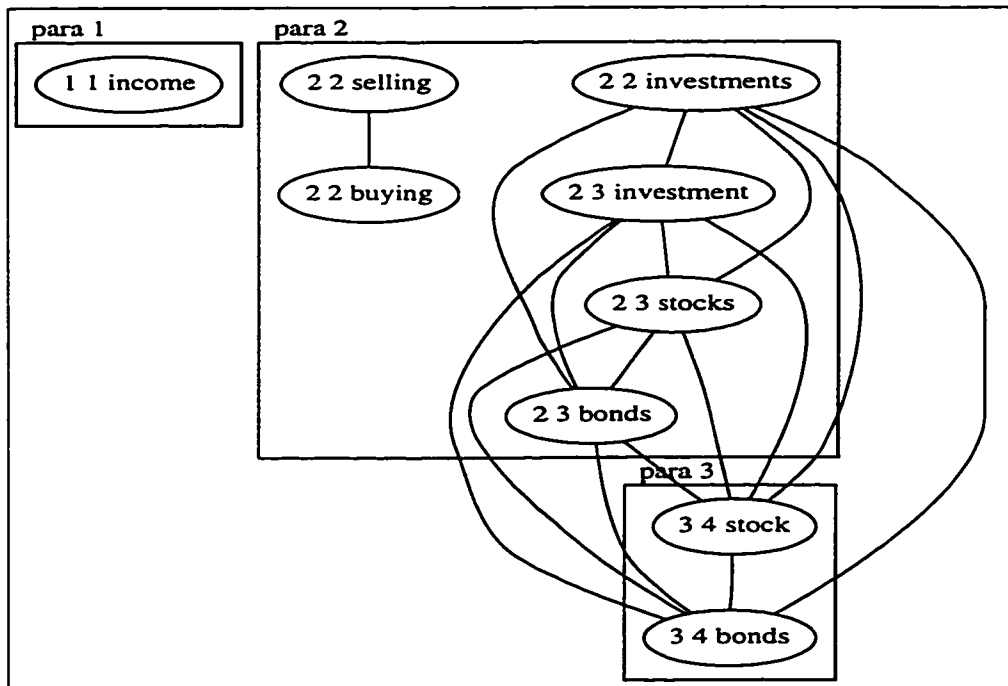 para 1
1 1 income
para 2
2 2 selling
2 2 investments
2 2 buying
2 3 investment
2 3 stocks
2 3 bonds
para 3
3 4 stock
3 4 bonds